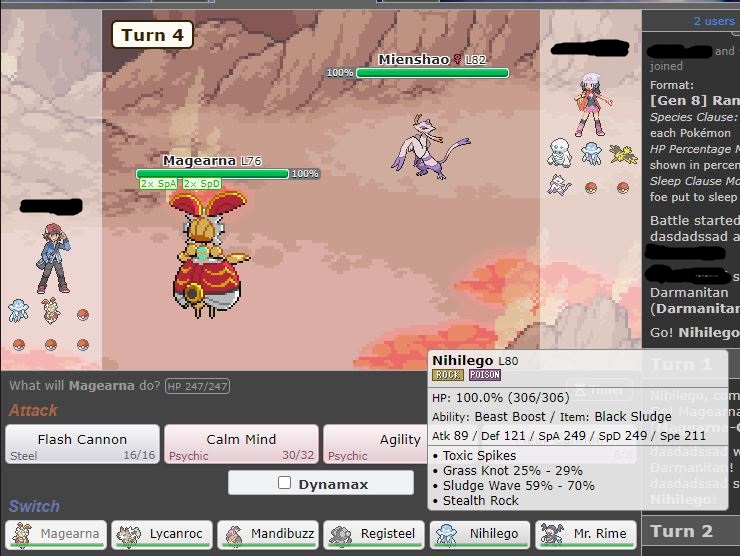 Turn 4
Mienshao ♀ L82
100%
Magearna L76
100%
2x SpA 2x SpD
2 users
and
joined
Format:
[Gen 8] Ran
Species Clause:
each Pokémon
HP Percentage M
shown in percen
Sleep Clause Mo
foe put to sleep
Battle started
dasdadssad a
Darmanitan
(Darmanitar
Go! Nihilego
Turn 1
Nihilego, com
dasdadssad w
Darmanitan!
dasdadssad s
Nihilego!
Turn 2
What will Magearna do? HP 247/247
Timer
Attack
Flash Cannon
Steel 16/16
Calm Mind
Psychic 30/32
Agility
Psychic
Dynamax
Nihilego L80
ROCK POISON
HP: 100.0% (306/306)
Ability: Beast Boost / Item: Black Sludge
Atk 89 / Def 121 / SpA 249 / SpD 249 / Spe 211
• Toxic Spikes
• Grass Knot 25% - 29%
• Sludge Wave 59% - 70%
• Stealth Rock
Switch
Magearna
Lycanroc
Mandibuzz
Registeel
Nihilego
Mr. Rime